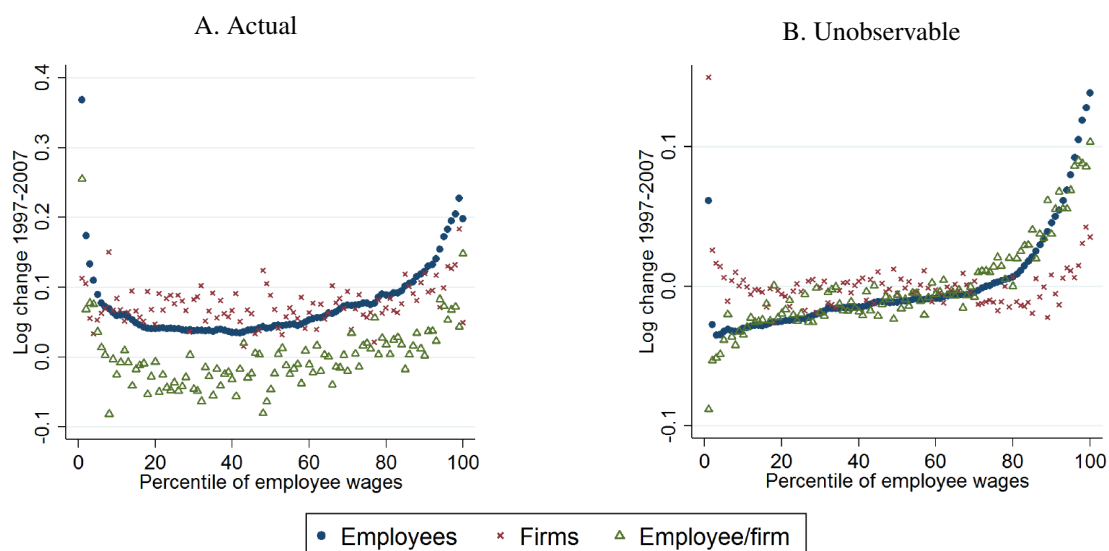 A. Actual
B. Unobservable
Log change 1997-2007
0.4
0.3
0.2
0.1
0.0
-0.1
0
20
40
60
80
100
Percentile of employee wages
Log change 1997-2007
0.1
0.0
-0.1
0
20
40
60
80
100
Percentile of employee wages
Employees
Firms
Employee/firm